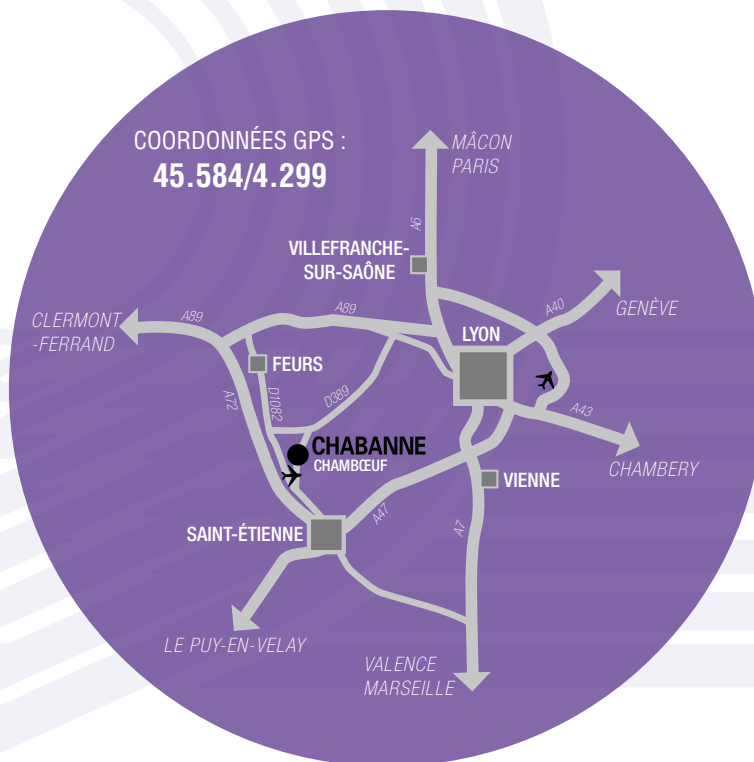 COORDONNÉES GPS :
45.584/4.299
MÂCON
PARIS
A6
VILLEFRANCHE-
SUR-SAÔNE
A40
GENÈVE
CLERMONT
-FERRAND
A89
A89
LYON
FEURS
A72
D1082
D389
A43
CHAMBERY
CHABANNE
CHAMBŒUF
VIENNE
A47
A7
SAINT-ÉTIENNE
LE PUY-EN-VELAY
VALENCE
MARSEILLE